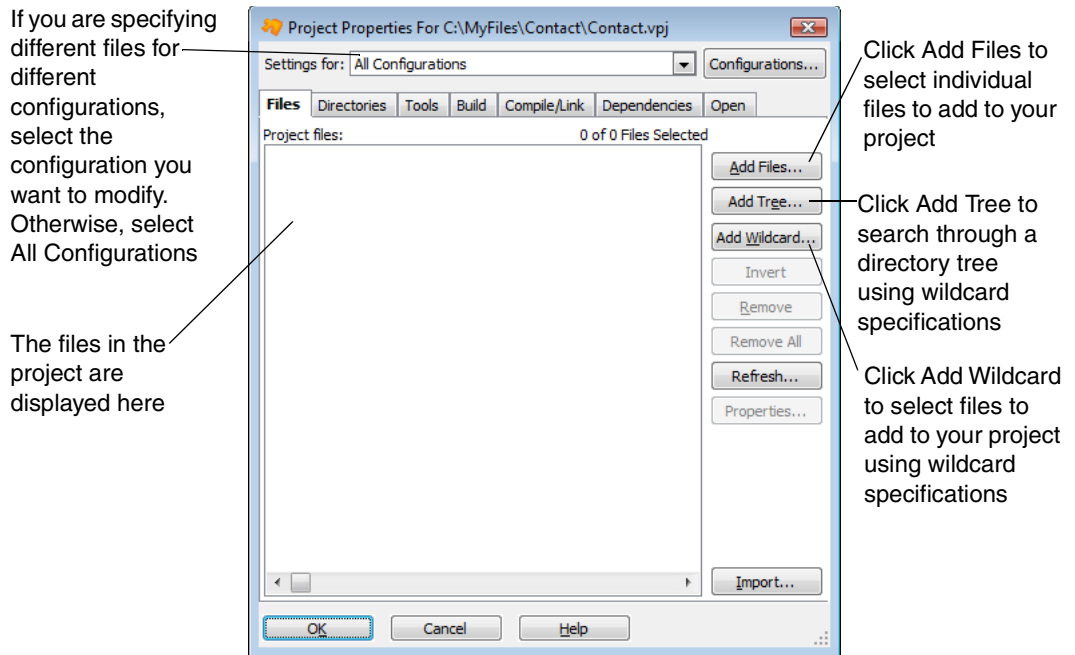 If you are specifying
different files for
different
configurations,
select the
configuration you
want to modify.
Otherwise, select
All Configurations
The files in the
project are
displayed here
Project Properties For C:\MyFiles\Contact\Contact.vpj
Settings for: All Configurations Configurations...
Files Directories Tools Build Compile/Link Dependencies Open
Project files: 0 of 0 Files Selected
Add Files...
Add Tree...
Add Wildcard...
Invert
Remove
Remove All
Refresh...
Properties...
Import...
OK Cancel Help
Click Add Files to
select individual
files to add to your
project
Click Add Tree to
search through a
directory tree
using wildcard
specifications
Click Add Wildcard
to select files to
add to your project
using wildcard
specifications